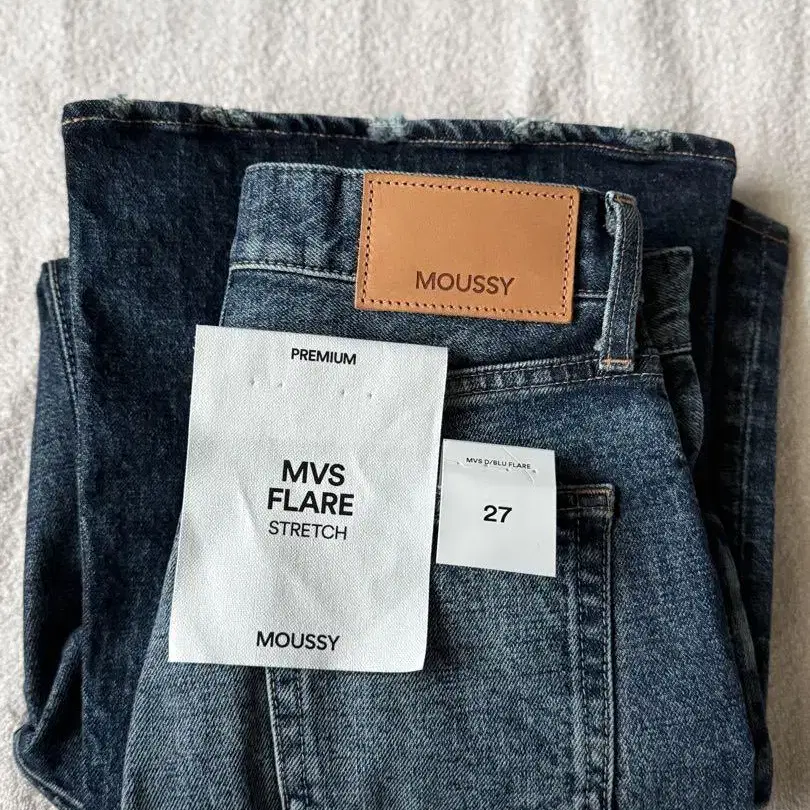 MOUSSY
PREMIUM
MVS
FLARE
STRETCH
MOUSSY
MVS D/BLU FLARE
27